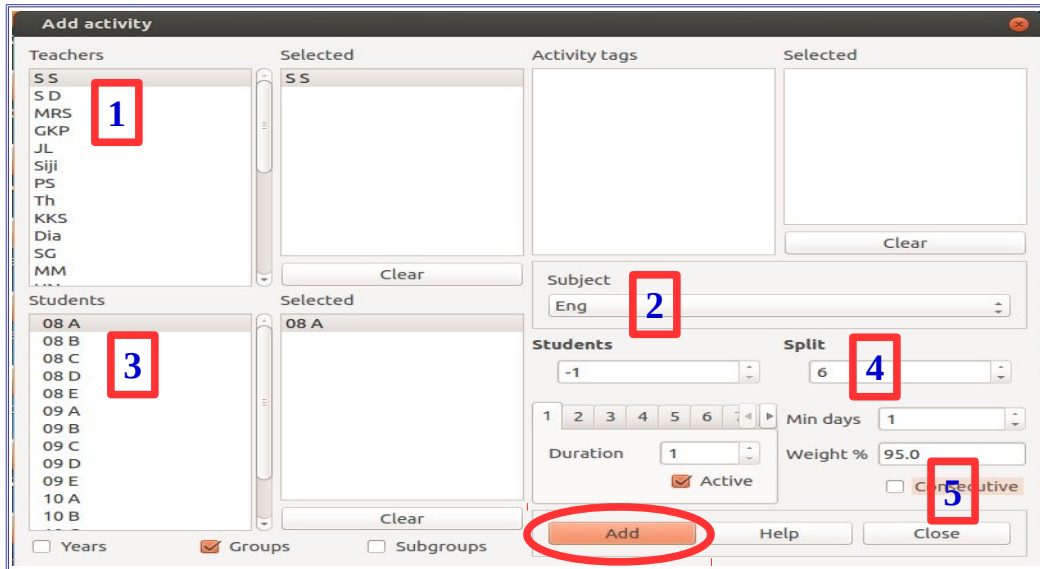 Add activity
Teachers
S S
S D
MRS
GKP
JL
Siji
PS
Th
KKS
Dia
SG
MM
1
Selected
S S
Clear
Activity tags
Selected
Clear
Students
08 A
08 B
08 C
08 D
08 E
09 A
09 B
09 C
09 D
09 E
10 A
10 B
3
Selected
08 A
Clear
Years
Groups
Subgroups
Subject
Eng
2
Students
-1
Split
6
4
1 2 3 4 5 6 7
Duration 1
Active
Min days 1
Weight % 95.0
Consecutive
5
Add
Help
Close